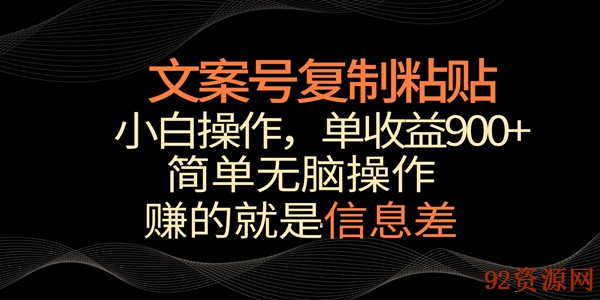 文案号复制粘贴
小白操作，单收益900+
简单无脑操作
赚的就是信息差
92资源网